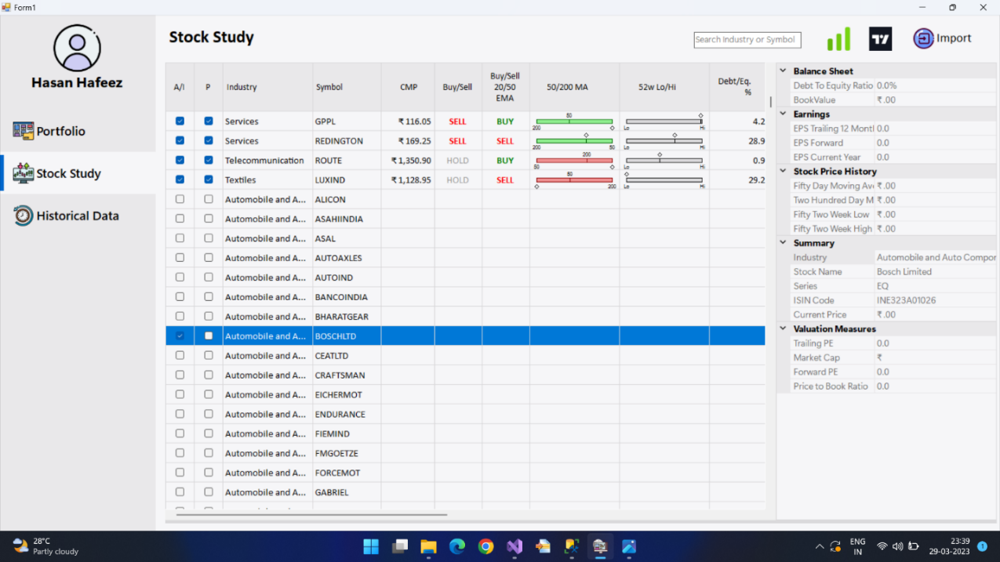 Form1
Hasan Hafeez
Portfolio
Stock Study
Historical Data
Stock Study
Search Industry or Symbol
Import
A/I P Industry Symbol CMP Buy/Sell Buy/Sell 20/50 EMA 50/200 MA 52w Lo/Hi Debt/Eq. %
Services GPPL ₹ 116.05 SELL BUY 50 200 Lo Hi 4.2
Services REDINGTON ₹ 169.25 SELL SELL 200 50 Lo Hi 28.9
Telecommunication ROUTE ₹ 1,350.90 HOLD BUY 200 50 Lo Hi 0.9
Textiles LUXIND ₹ 1,128.95 HOLD SELL 50 200 Lo Hi 29.2
Automobile and A... ALICON
Automobile and A... ASAHIINDIA
Automobile and A... ASAL
Automobile and A... AUTOAXLES
Automobile and A... AUTOIND
Automobile and A... BANCOINDIA
Automobile and A... BHARATGEAR
Automobile and A... BOSCHLTD
Automobile and A... CEATLTD
Automobile and A... CRAFTSMAN
Automobile and A... EICHERMOT
Automobile and A... ENDURANCE
Automobile and A... FIEMIND
Automobile and A... FMGOETZE
Automobile and A... FORCEMOT
Automobile and A... GABRIEL
Balance Sheet
Debt To Equity Ratio 0.0%
BookValue ₹ .00
Earnings
EPS Trailing 12 Montl 0.0
EPS Forward 0.0
EPS Current Year 0.0
Stock Price History
Fifty Day Moving Ave ₹ .00
Two Hundred Day M ₹ .00
Fifty Two Week Low ₹ .00
Fifty Two Week High ₹ .00
Summary
Industry Automobile and Auto Compor
Stock Name Bosch Limited
Series EQ
ISIN Code INE323A01026
Current Price ₹ .00
Valuation Measures
Trailing PE 0.0
Market Cap ₹
Forward PE 0.0
Price to Book Ratio 0.0
28°C
Partly cloudy
ENG
IN
23:39
29-03-2023
1